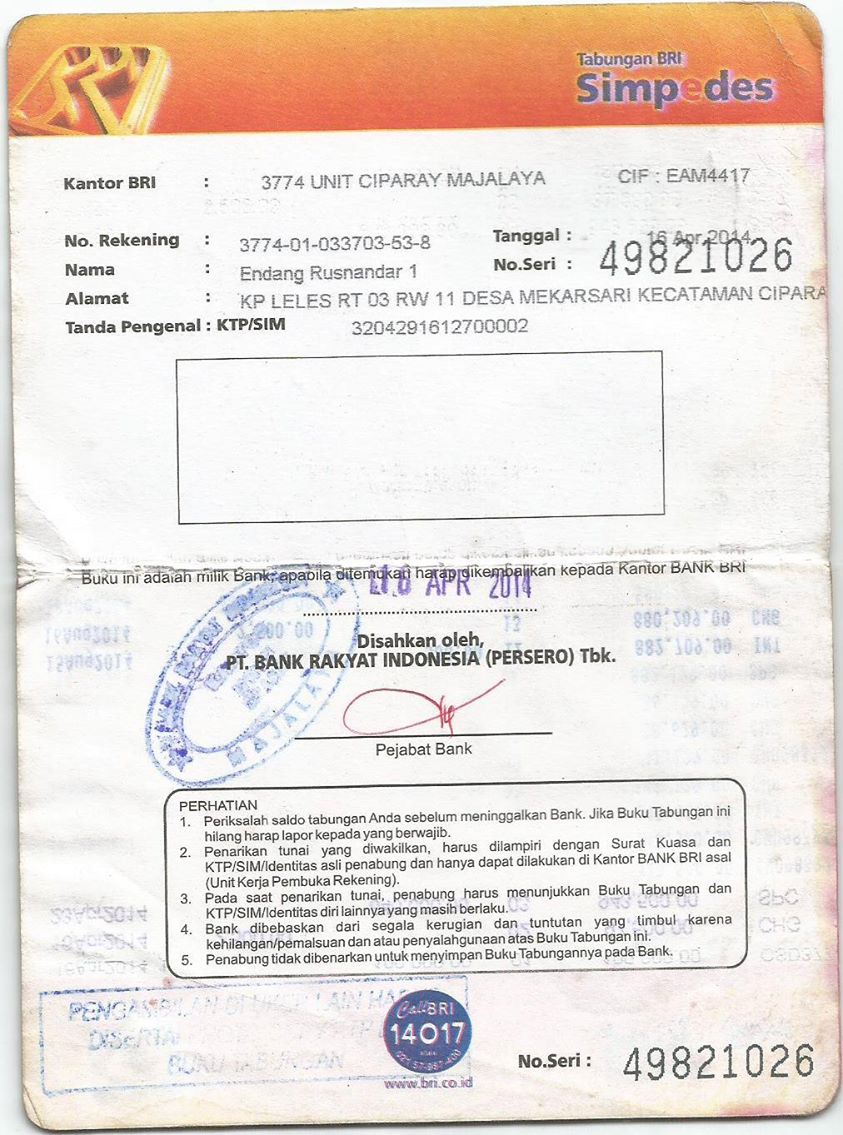 BRI
Tabungan BRI
Simpedes
Kantor BRI : 3774 UNIT CIPARAY MAJALAYA CIF : EAM4417
No. Rekening : 3774-01-033703-53-8 Tanggal : 16 Apr 2014
Nama : Endang Rusnandar 1 No.Seri : 49821026
Alamat : KP LELES RT 03 RW 11 DESA MEKARSARI KECATAMAN CIPARA
Tanda Pengenal : KTP/SIM 3204291612700002
Buku ini adalah milik Bank, apabila ditemukan harap dikembalikan kepada Kantor BANK BRI
16 APR 2014
Disahkan oleh,
PT. BANK RAKYAT INDONESIA (PERSERO) Tbk.
MAJALAYA
Pejabat Bank
PERHATIAN
1. Periksalah saldo tabungan Anda sebelum meninggalkan Bank. Jika Buku Tabungan ini
hilang harap lapor kepada yang berwajib.
2. Penarikan tunai yang diwakilkan, harus dilampiri dengan Surat Kuasa dan
KTP/SIM/Identitas asli penabung dan hanya dapat dilakukan di Kantor BANK BRI asal
(Unit Kerja Pembuka Rekening).
3. Pada saat penarikan tunai, penabung harus menunjukkan Buku Tabungan dan
KTP/SIM/Identitas diri lainnya yang masih berlaku.
4. Bank dibebaskan dari segala kerugian dan tuntutan yang timbul karena
kehilangan/pemalsuan dan atau penyalahgunaan atas Buku Tabungan ini.
5. Penabung tidak dibenarkan untuk menyimpan Buku Tabungannya pada Bank.
PENGAMBILAN DI UKER LAIN
BUKU TABUNGAN
Call BRI
14017
www.bri.co.id
No.Seri : 49821026